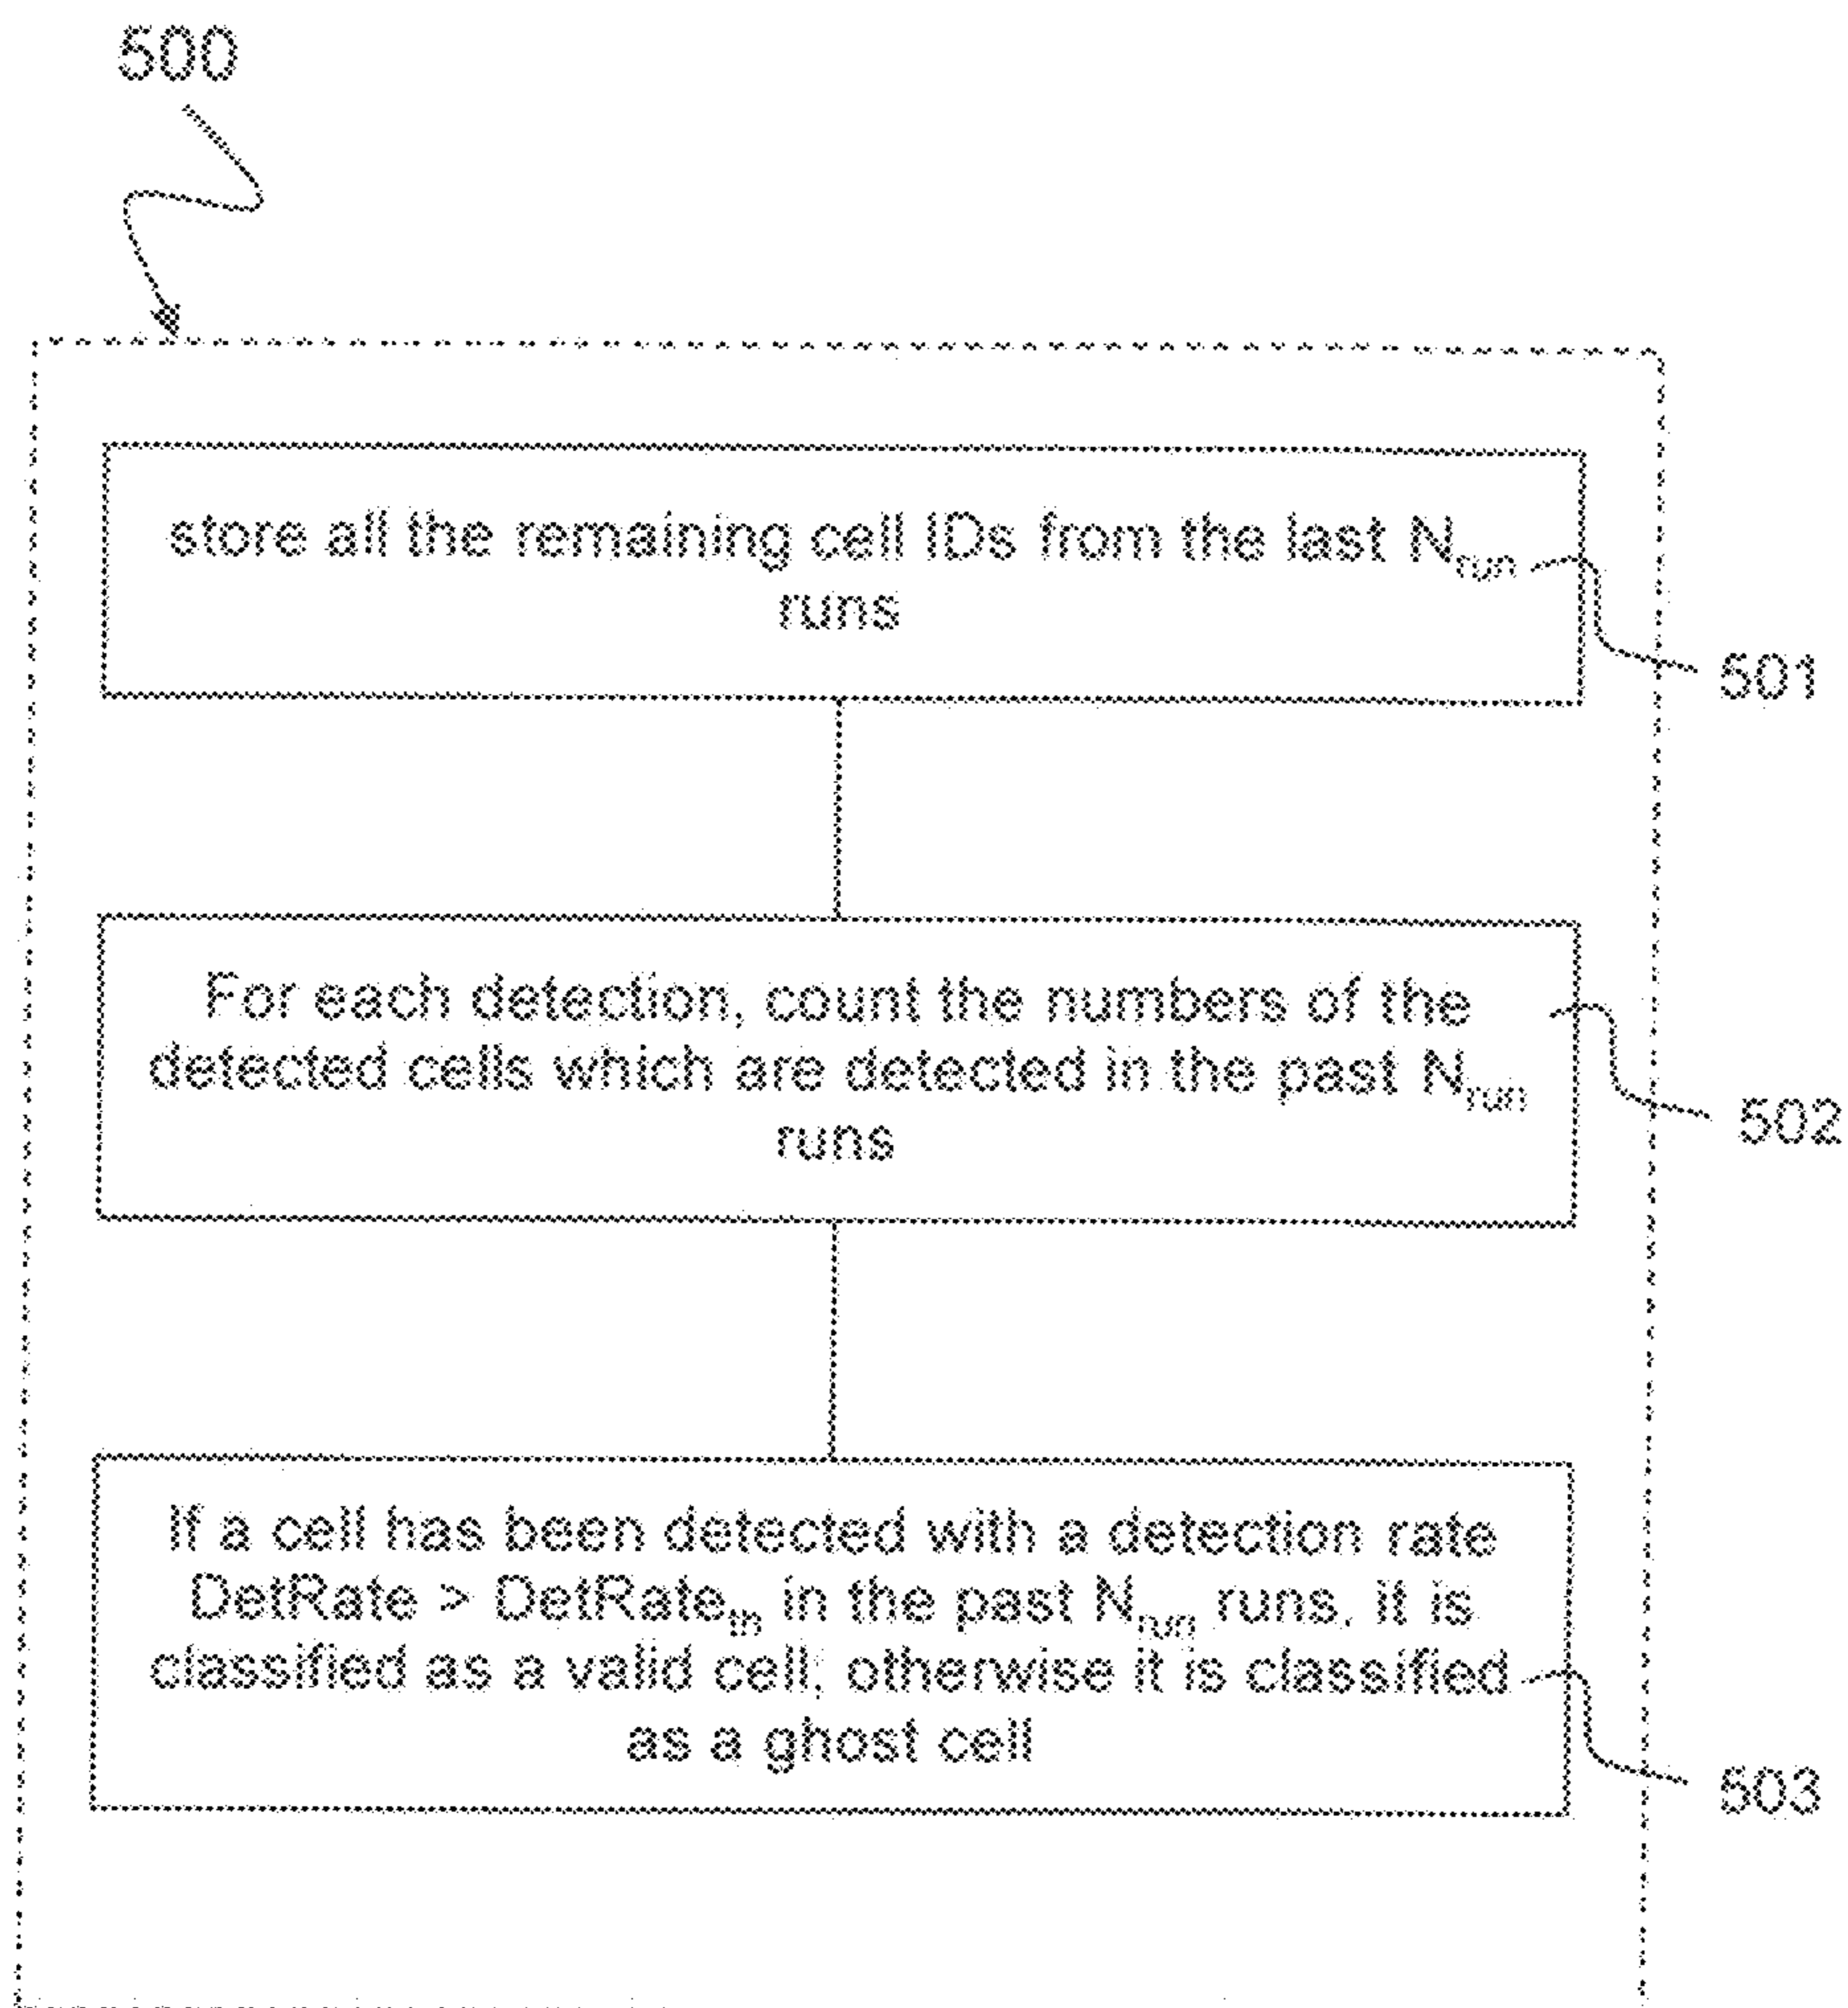 500
store all the remaining cell IDs from the last N_run
runs
501
For each detection, count the numbers of the
detected cells which are detected in the past N_run
runs
502
If a cell has been detected with a detection rate
DetRate > DetRate_th in the past N_run runs, it is
classified as a valid cell; otherwise it is classified
as a ghost cell
503